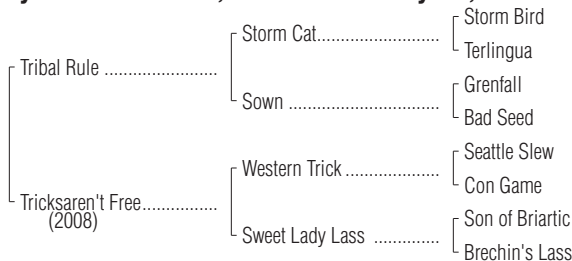 Storm Bird
Storm Cat
Terlingua
Tribal Rule
Grenfall
Sown
Bad Seed
Seattle Slew
Western Trick
Con Game
Tricksaren't Free
(2008)
Son of Briartic
Sweet Lady Lass
Brechin's Lass